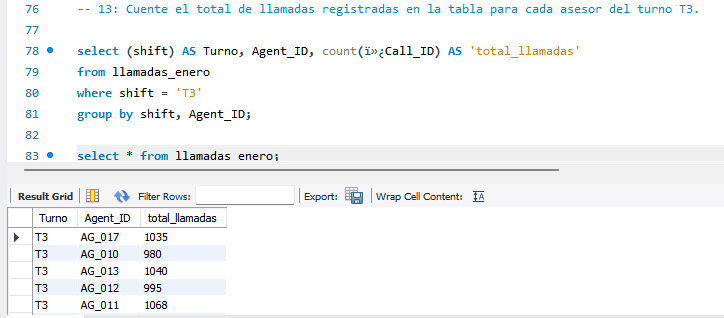 76 -- 13: Cuente el total de llamadas registradas en la tabla para cada asesor del turno T3.
77
78 select (shift) AS Turno, Agent_ID, count(ï»¿Call_ID) AS 'total_llamadas'
79 from llamadas_enero
80 where shift = 'T3'
81 group by shift, Agent_ID;
82
83 select * from llamadas_enero;
Result Grid Filter Rows: Export: Wrap Cell Content: IA
Turno Agent_ID total_llamadas
T3 AG_017 1035
T3 AG_010 980
T3 AG_013 1040
T3 AG_012 995
T3 AG_011 1068